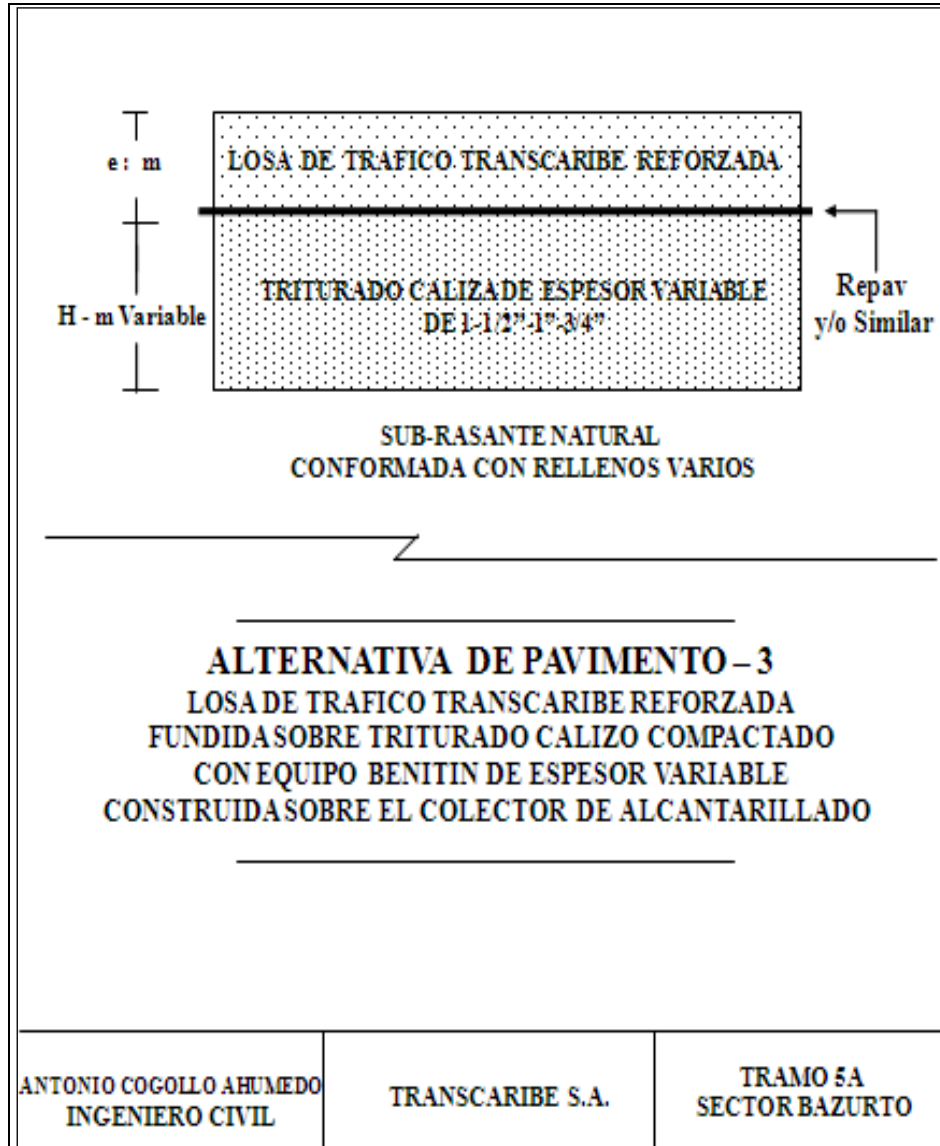 e : m
LOSA DE TRAFICO TRANSCARIBE REFORZADA
H - m Variable
TRITURADO CALIZA DE ESPESOR VARIABLE
DE 1-1/2”-1”-3/4”
Repav
y/o Similar
SUB-RASANTE NATURAL
CONFORMADA CON RELLENOS VARIOS
ALTERNATIVA DE PAVIMENTO – 3
LOSA DE TRAFICO TRANSCARIBE REFORZADA
FUNDIDA SOBRE TRITURADO CALIZO COMPACTADO
CON EQUIPO BENITIN DE ESPESOR VARIABLE
CONSTRUIDA SOBRE EL COLECTOR DE ALCANTARILLADO
ANTONIO COGOLLO AHUMEDO
INGENIERO CIVIL
TRANSCARIBE S.A.
TRAMO 5A
SECTOR BAZURTO